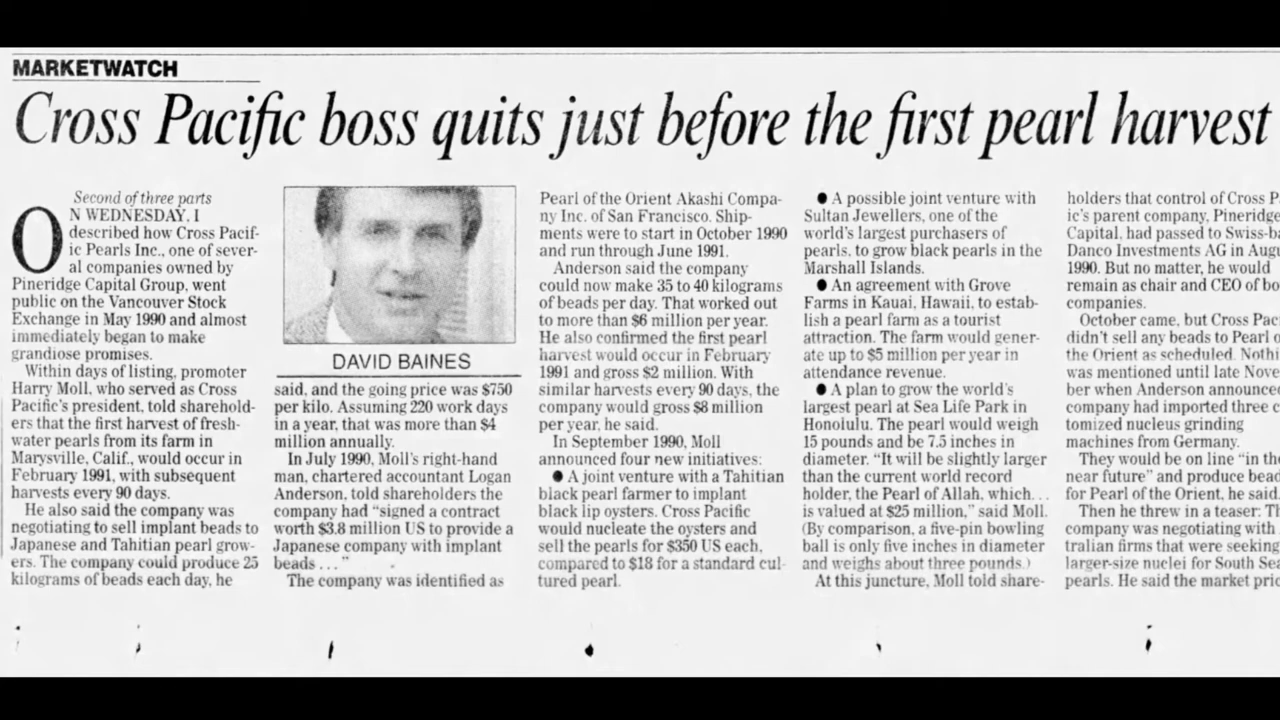 MARKETWATCH
Cross Pacific boss quits just before the first pearl harvest
Second of three parts
ON WEDNESDAY, I
described how Cross Pacif-
ic Pearls Inc., one of sever-
al companies owned by
Pineridge Capital Group, went
public on the Vancouver Stock
Exchange in May 1990 and almost
immediately began to make
grandiose promises.
Within days of listing, promoter
Harry Moll, who served as Cross
Pacific's president, told sharehold-
ers that the first harvest of fresh-
water pearls from its farm in
Marysville, Calif., would occur in
February 1991, with subsequent
harvests every 90 days.
He also said the company was
negotiating to sell implant beads to
Japanese and Tahitian pearl grow-
ers. The company could produce 25
kilograms of beads each day, he
DAVID BAINES
said, and the going price was $750
per kilo. Assuming 220 work days
in a year, that was more than $4
million annually.
In July 1990, Moll's right-hand
man, chartered accountant Logan
Anderson, told shareholders the
company had "signed a contract
worth $3.8 million US to provide a
Japanese company with implant
beads . . ."
The company was identified as
Pearl of the Orient Akashi Compa-
ny Inc. of San Francisco. Ship-
ments were to start in October 1990
and run through June 1991.
Anderson said the company
could now make 35 to 40 kilograms
of beads per day. That worked out
to more than $6 million per year.
He also confirmed the first pearl
harvest would occur in February
1991 and gross $2 million. With
similar harvests every 90 days, the
company would gross $8 million
per year, he said.
In September 1990, Moll
announced four new initiatives:
● A joint venture with a Tahitian
black pearl farmer to implant
black lip oysters. Cross Pacific
would nucleate the oysters and
sell the pearls for $350 US each,
compared to $18 for a standard cul-
tured pearl.
● A possible joint venture with
Sultan Jewellers, one of the
world's largest purchasers of
pearls, to grow black pearls in the
Marshall Islands.
● An agreement with Grove
Farms in Kauai, Hawaii, to estab-
lish a pearl farm as a tourist
attraction. The farm would gener-
ate up to $5 million per year in
attendance revenue.
● A plan to grow the world's
largest pearl at Sea Life Park in
Honolulu. The pearl would weigh
15 pounds and be 7.5 inches in
diameter. "It will be slightly larger
than the current world record
holder, the Pearl of Allah, which . . .
is valued at $25 million," said Moll.
(By comparison, a five-pin bowling
ball is only five inches in diameter
and weighs about three pounds.)
At this juncture, Moll told share-
holders that control of Cross P
ic's parent company, Pineridge
Capital, had passed to Swiss-ba
Danco Investments AG in Augu
1990. But no matter, he would
remain as chair and CEO of bo
companies.
October came, but Cross Pac
didn't sell any beads to Pearl o
the Orient as scheduled. Nothi
was mentioned until late Nove
ber when Anderson announced
company had imported three c
tomized nucleus grinding
machines from Germany.
They would be on line "in the
near future" and produce bead
for Pearl of the Orient, he said.
Then he threw in a teaser: Th
company was negotiating with
tralian firms that were seeking
larger-size nuclei for South Sea
pearls. He said the market pric